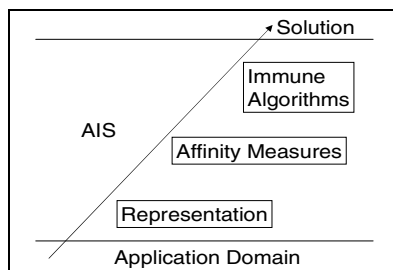 Solution
Immune
Algorithms
AIS
Affinity Measures
Representation
Application Domain